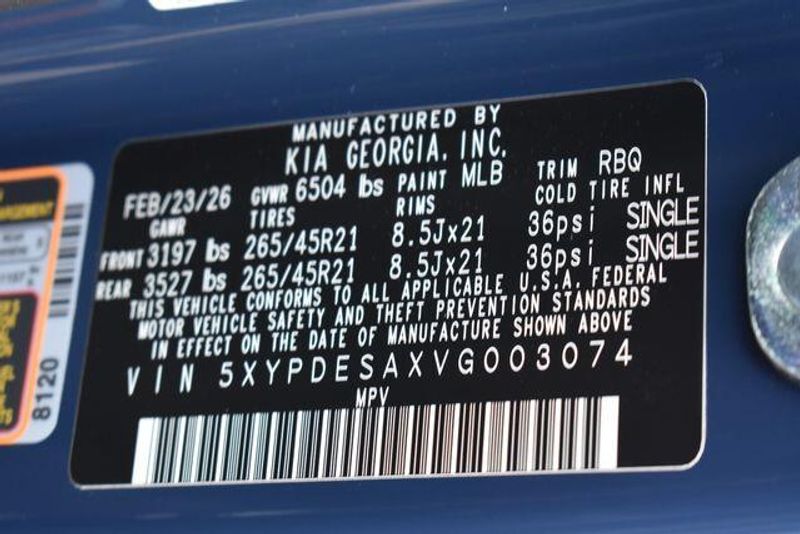 MANUFACTURED BY
KIA GEORGIA, INC.
FEB/23/26 GVWR 6504 lbs PAINT MLB TRIM RBQ
GAWR TIRES RIMS COLD TIRE INFL
FRONT 3197 lbs 265/45R21 8.5Jx21 36psi SINGLE
REAR 3527 lbs 265/45R21 8.5Jx21 36psi SINGLE
THIS VEHICLE CONFORMS TO ALL APPLICABLE U.S.A. FEDERAL
MOTOR VEHICLE SAFETY AND THEFT PREVENTION STANDARDS
IN EFFECT ON THE DATE OF MANUFACTURE SHOWN ABOVE
VIN 5XYPDESAXVG003074
MPV
8120